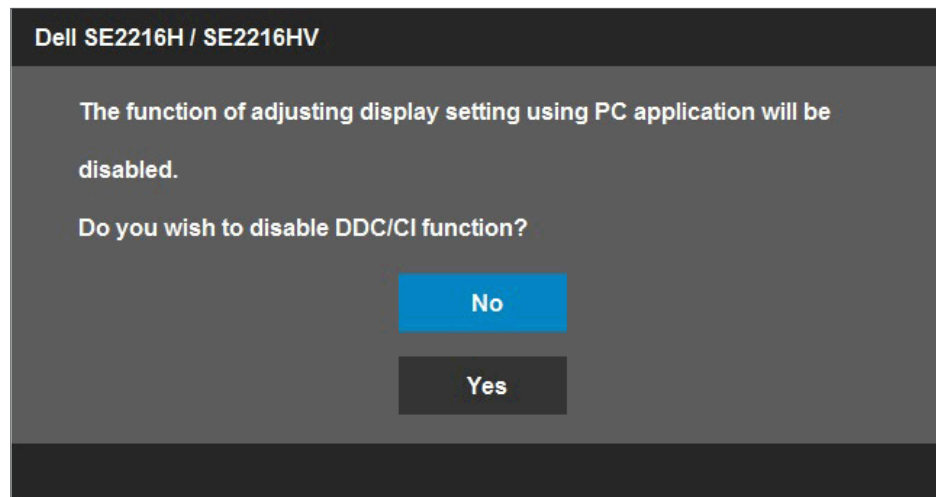 Dell SE2216H / SE2216HV
The function of adjusting display setting using PC application will be
disabled.
Do you wish to disable DDC/CI function?
No
Yes